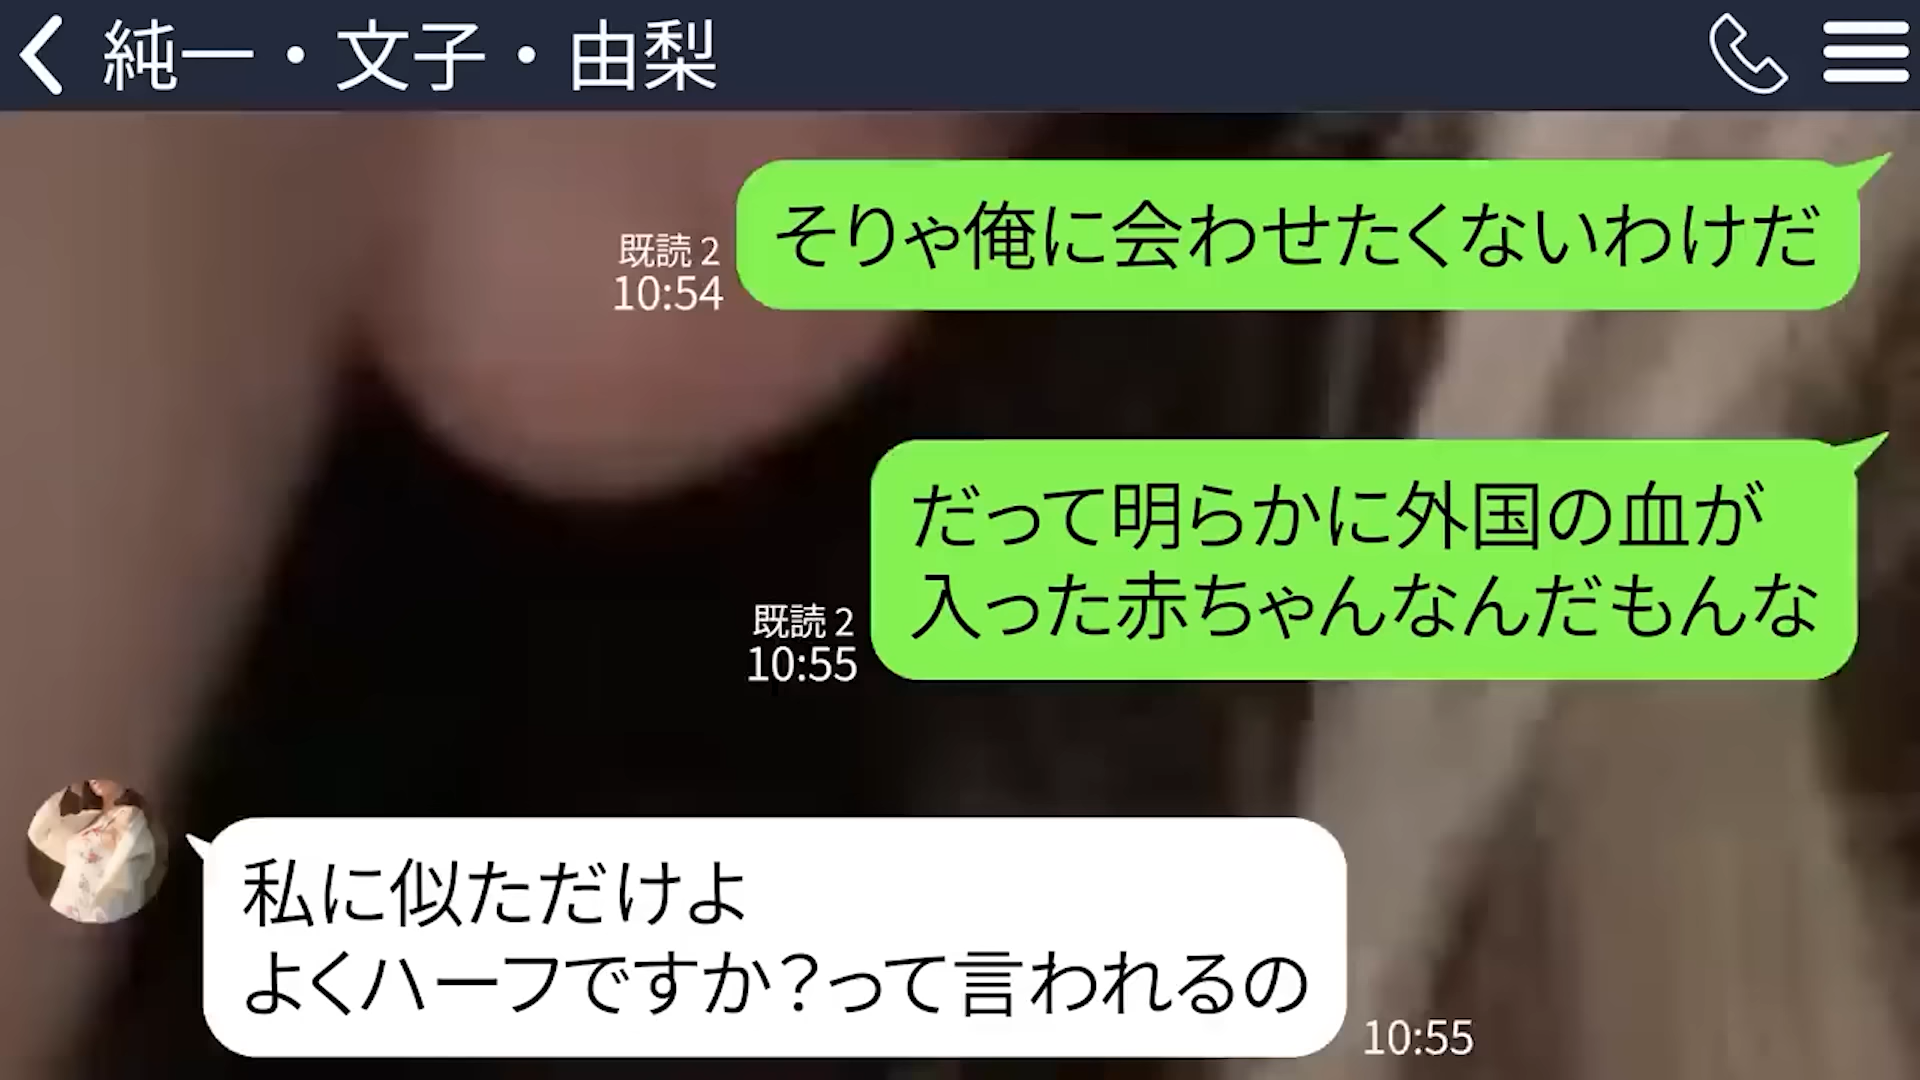 純一・文子・由梨
そりゃ俺に会わせたくないわけだ
既読 2
10:54
だって明らかに外国の血が
入った赤ちゃんなんだもんな
既読 2
10:55
私に似ただけよ
よくハーフですか？って言われるの
10:55